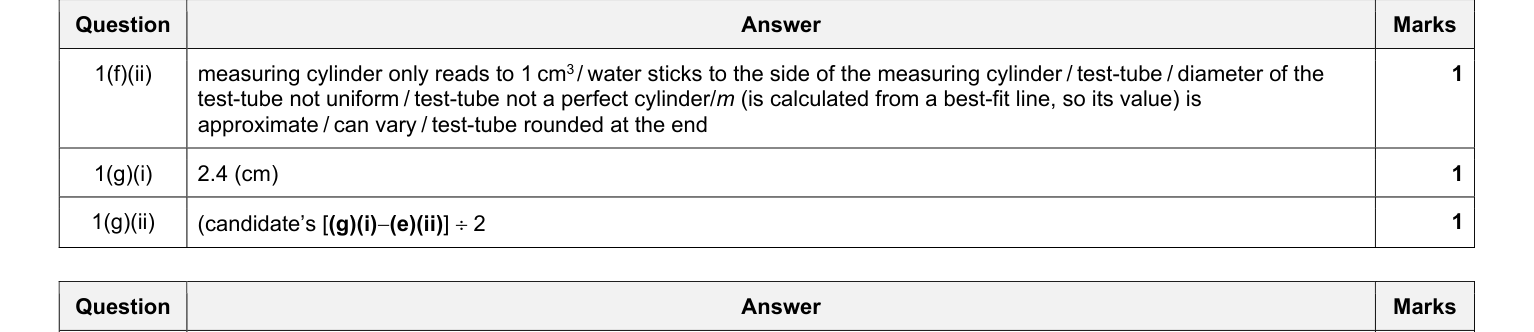 Question Answer Marks
1(f)(ii) measuring cylinder only reads to 1 cm³ / water sticks to the side of the measuring cylinder / test-tube / diameter of the 1
test-tube not uniform / test-tube not a perfect cylinder/m (is calculated from a best-fit line, so its value) is
approximate / can vary / test-tube rounded at the end
1(g)(i) 2.4 (cm) 1
1(g)(ii) (candidate’s [(g)(i)–(e)(ii)] ÷ 2 1
Question Answer Marks